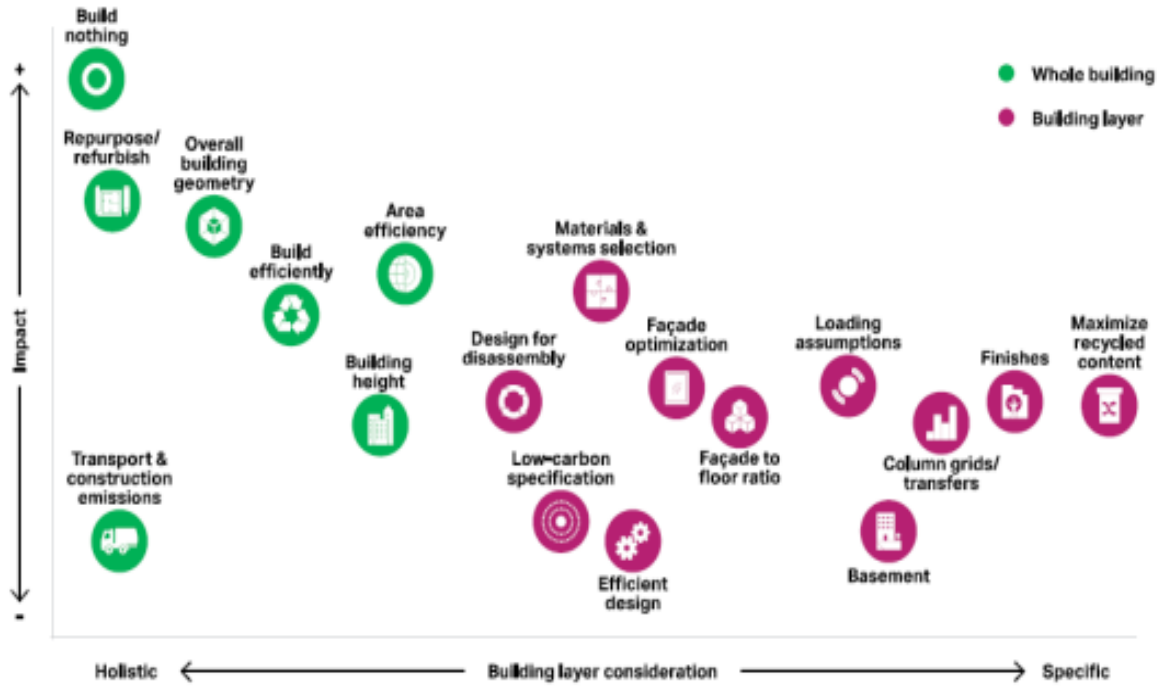 Build
nothing
+
Whole building
Building layer
Repurpose/
refurbish
Overall
building
geometry
Area
efficiency
Build
efficiently
Materials &
systems selection
Impact
Design for
disassembly
Façade
optimization
Loading
assumptions
Finishes
Maximize
recycled
content
Building
height
Transport &
construction
emissions
Low-carbon
specification
Façade to
floor ratio
Column grids/
transfers
Efficient
design
Basement
-
Holistic
Building layer consideration
Specific